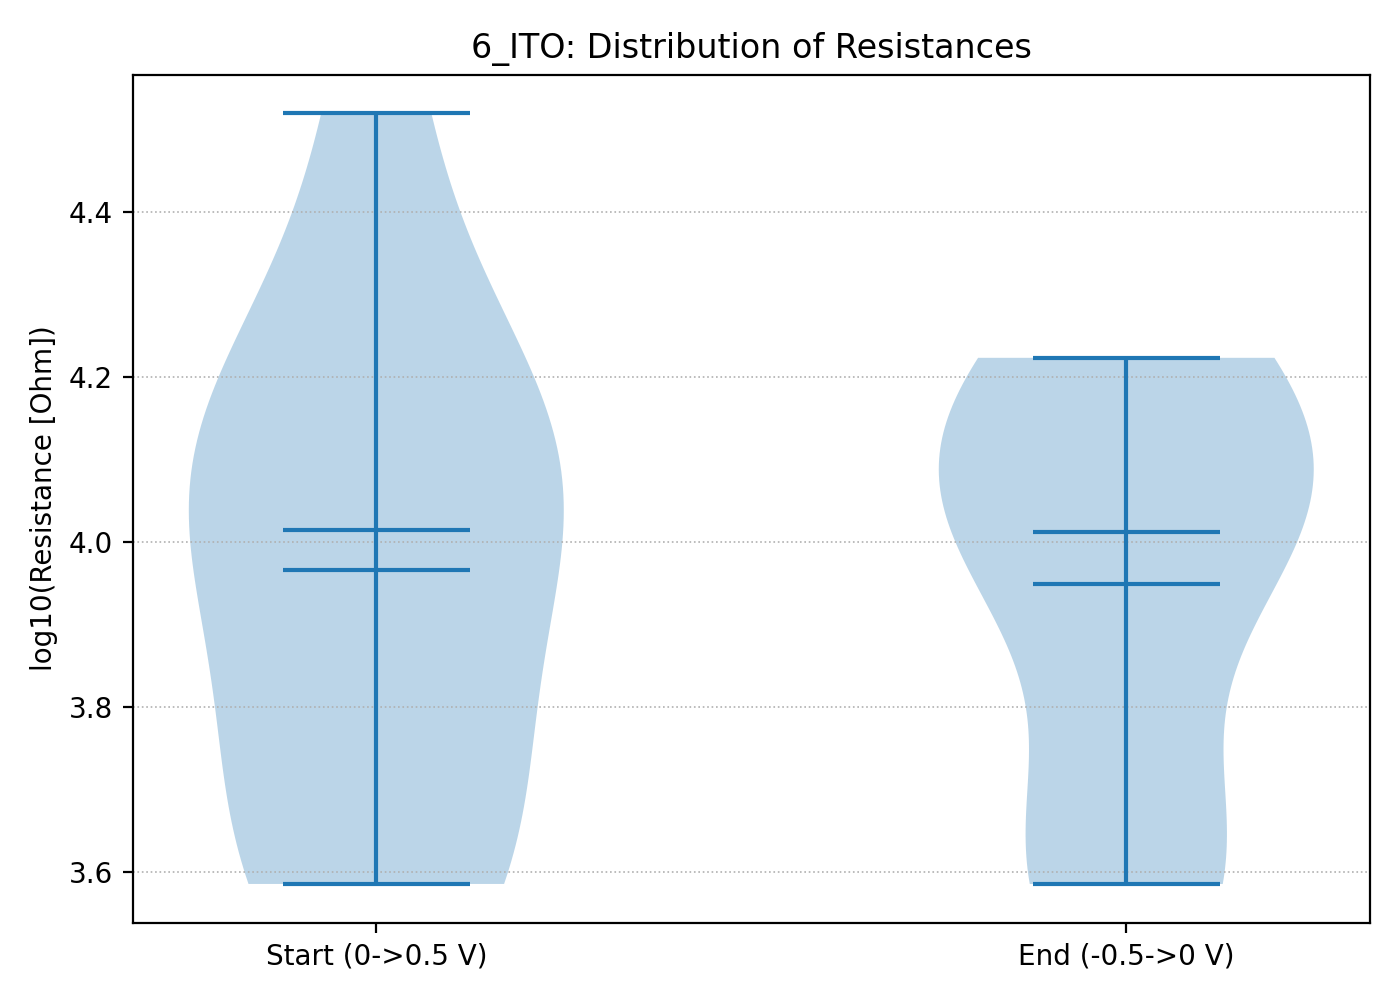 6_ITO: Distribution of Resistances
log10(Resistance [Ohm])
4.4
4.2
4.0
3.8
3.6
Start (0->0.5 V)
End (-0.5->0 V)